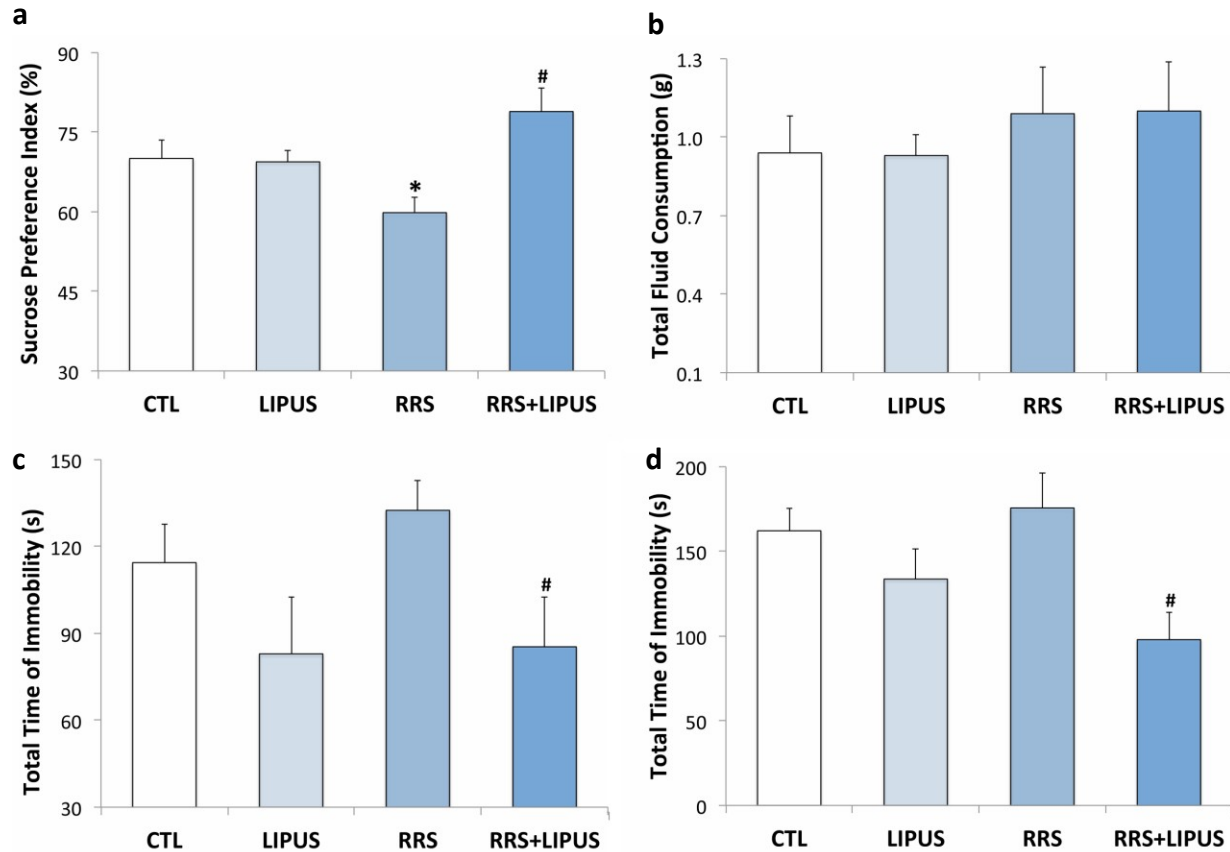 a
Sucrose Preference Index (%)
90
75
60
45
30
*
#
CTL LIPUS RRS RRS+LIPUS
b
Total Fluid Consumption (g)
1.3
1.0
0.7
0.4
0.1
CTL LIPUS RRS RRS+LIPUS
c
Total Time of Immobility (s)
150
120
90
60
30
#
CTL LIPUS RRS RRS+LIPUS
d
Total Time of Immobility (s)
200
150
100
50
0
#
CTL LIPUS RRS RRS+LIPUS